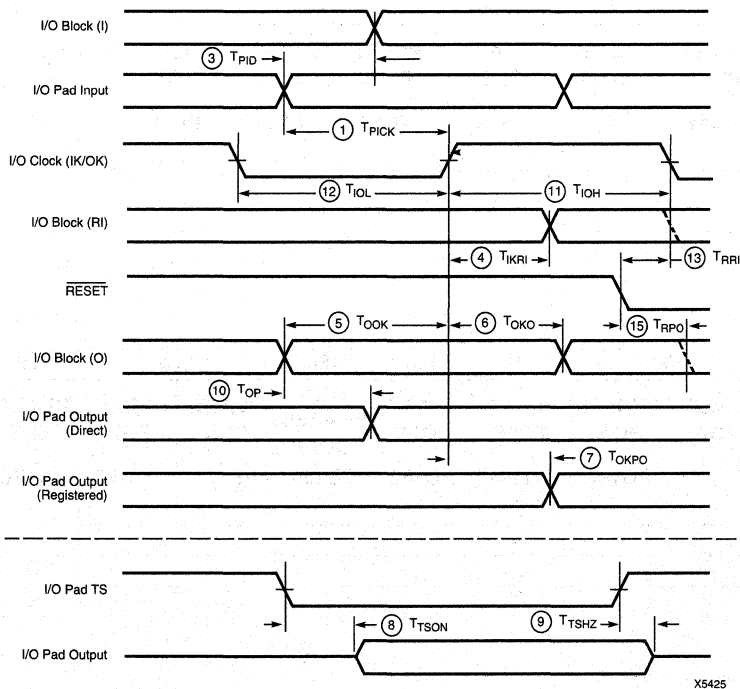 I/O Block (I)
3 TPID
I/O Pad Input
1 TPICK
I/O Clock (IK/OK)
12 TIOL
11 TIOH
I/O Block (RI)
4 TIKRI
13 TRRI
RESET
5 TOOK
6 TOKO
15 TRPO
I/O Block (O)
10 TOP
I/O Pad Output
(Direct)
7 TOKPO
I/O Pad Output
(Registered)
I/O Pad TS
8 TTSON
9 TTSHZ
I/O Pad Output
X5425